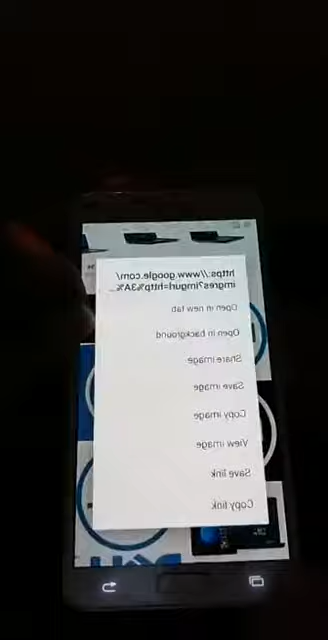 https://www.google.com/
imgres?imgurl=http%3A%...
Open in new tab
Open in background
Share image
Save image
Copy image
View image
Save link
Copy link
DELL